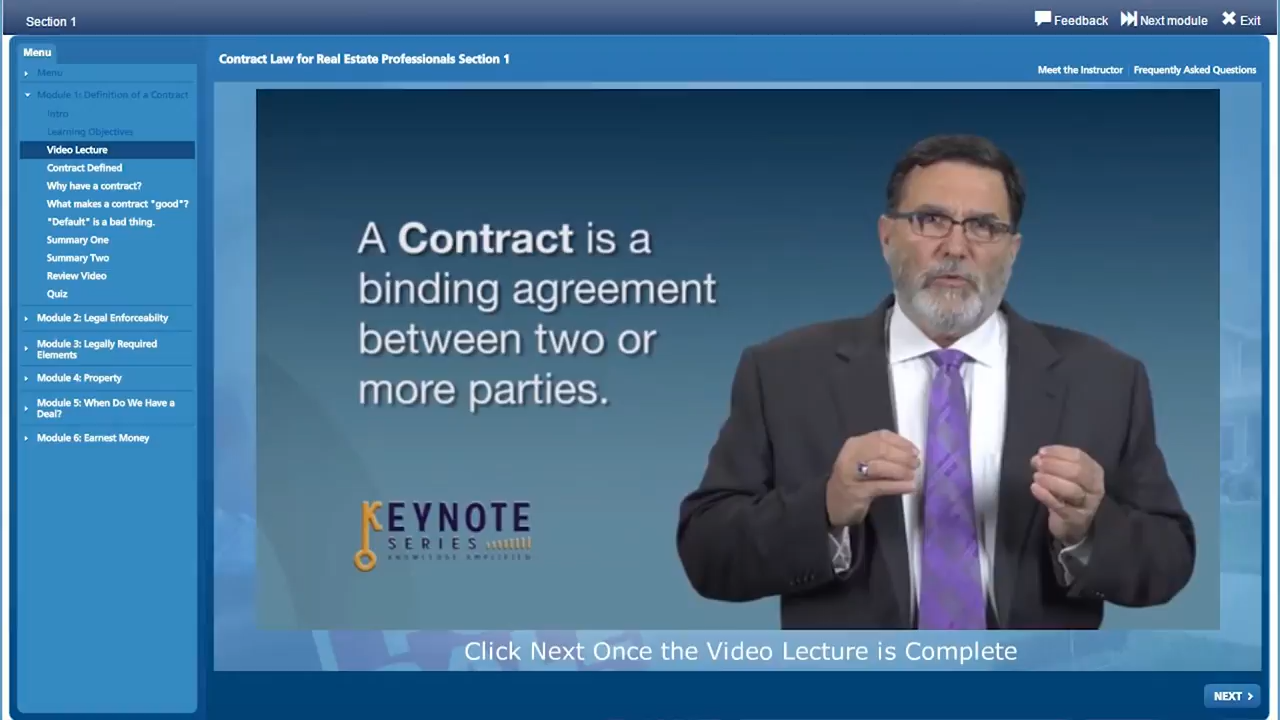 Section 1
Feedback
Next module
Exit
Menu
Menu
Module 1: Definition of a Contract
Intro
Learning Objectives
Video Lecture
Contract Defined
Why have a contract?
What makes a contract "good"?
"Default" is a bad thing.
Summary One
Summary Two
Review Video
Quiz
Module 2: Legal Enforceabiity
Module 3: Legally Required
Elements
Module 4: Property
Module 5: When Do We Have a
Deal?
Module 6: Earnest Money
Contract Law for Real Estate Professionals Section 1
Meet the Instructor
Frequently Asked Questions
A Contract is a
binding agreement
between two or
more parties.
KEYNOTE
SERIES
KNOWLEDGE AMPLIFIED
Click Next Once the Video Lecture is Complete
NEXT